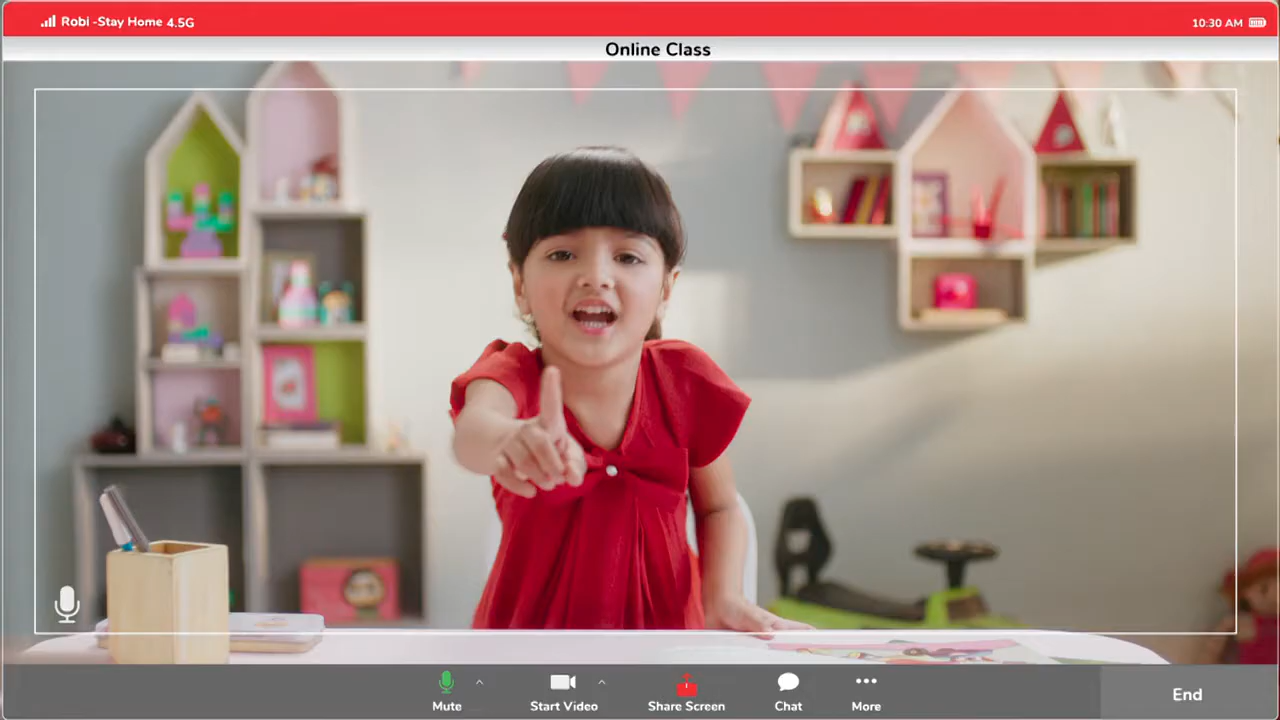 Robi -Stay Home 4.5G
10:30 AM
Online Class
Mute
Start Video
Share Screen
Chat
More
End